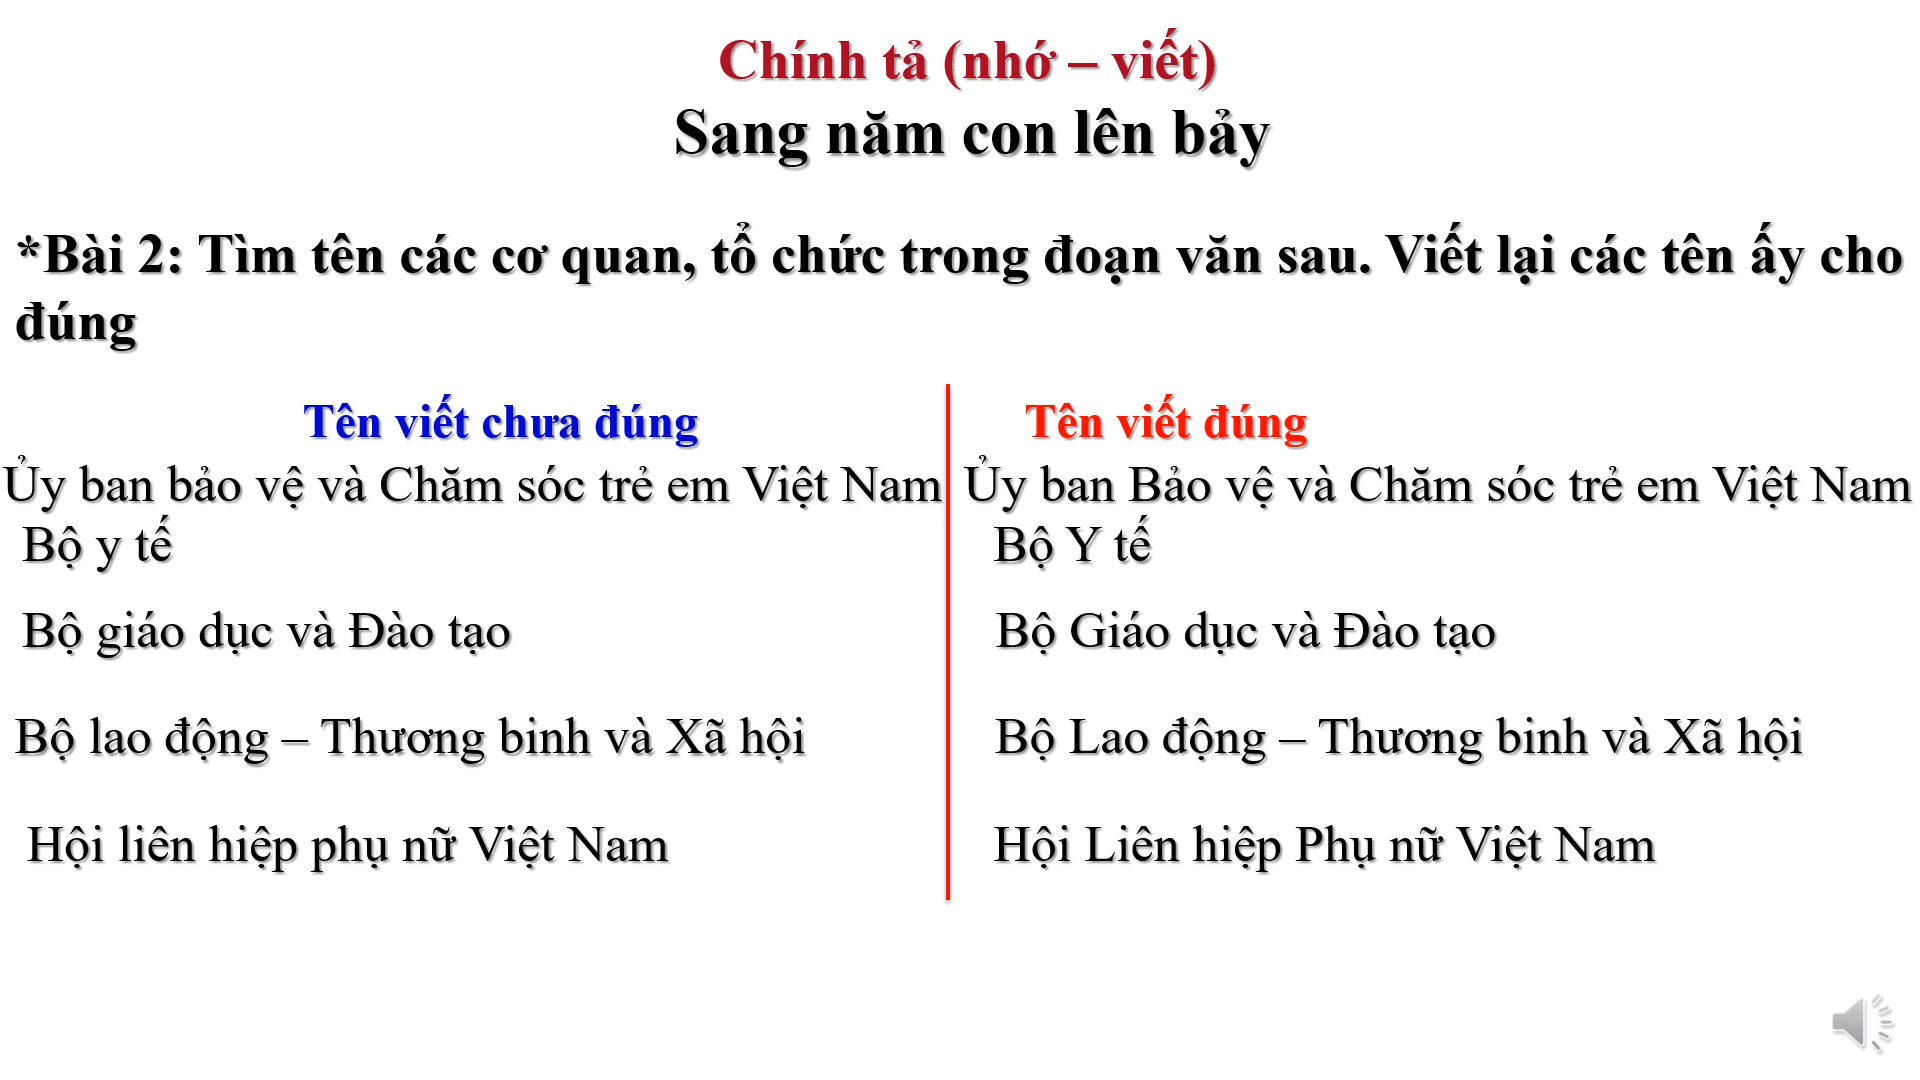 Chính tả (nhớ – viết)
Sang năm con lên bảy
*Bài 2: Tìm tên các cơ quan, tổ chức trong đoạn văn sau. Viết lại các tên ấy cho
đúng
Tên viết chưa đúng
Ủy ban bảo vệ và Chăm sóc trẻ em Việt Nam
Bộ y tế
Bộ giáo dục và Đào tạo
Bộ lao động – Thương binh và Xã hội
Hội liên hiệp phụ nữ Việt Nam
Tên viết đúng
Ủy ban Bảo vệ và Chăm sóc trẻ em Việt Nam
Bộ Y tế
Bộ Giáo dục và Đào tạo
Bộ Lao động – Thương binh và Xã hội
Hội Liên hiệp Phụ nữ Việt Nam